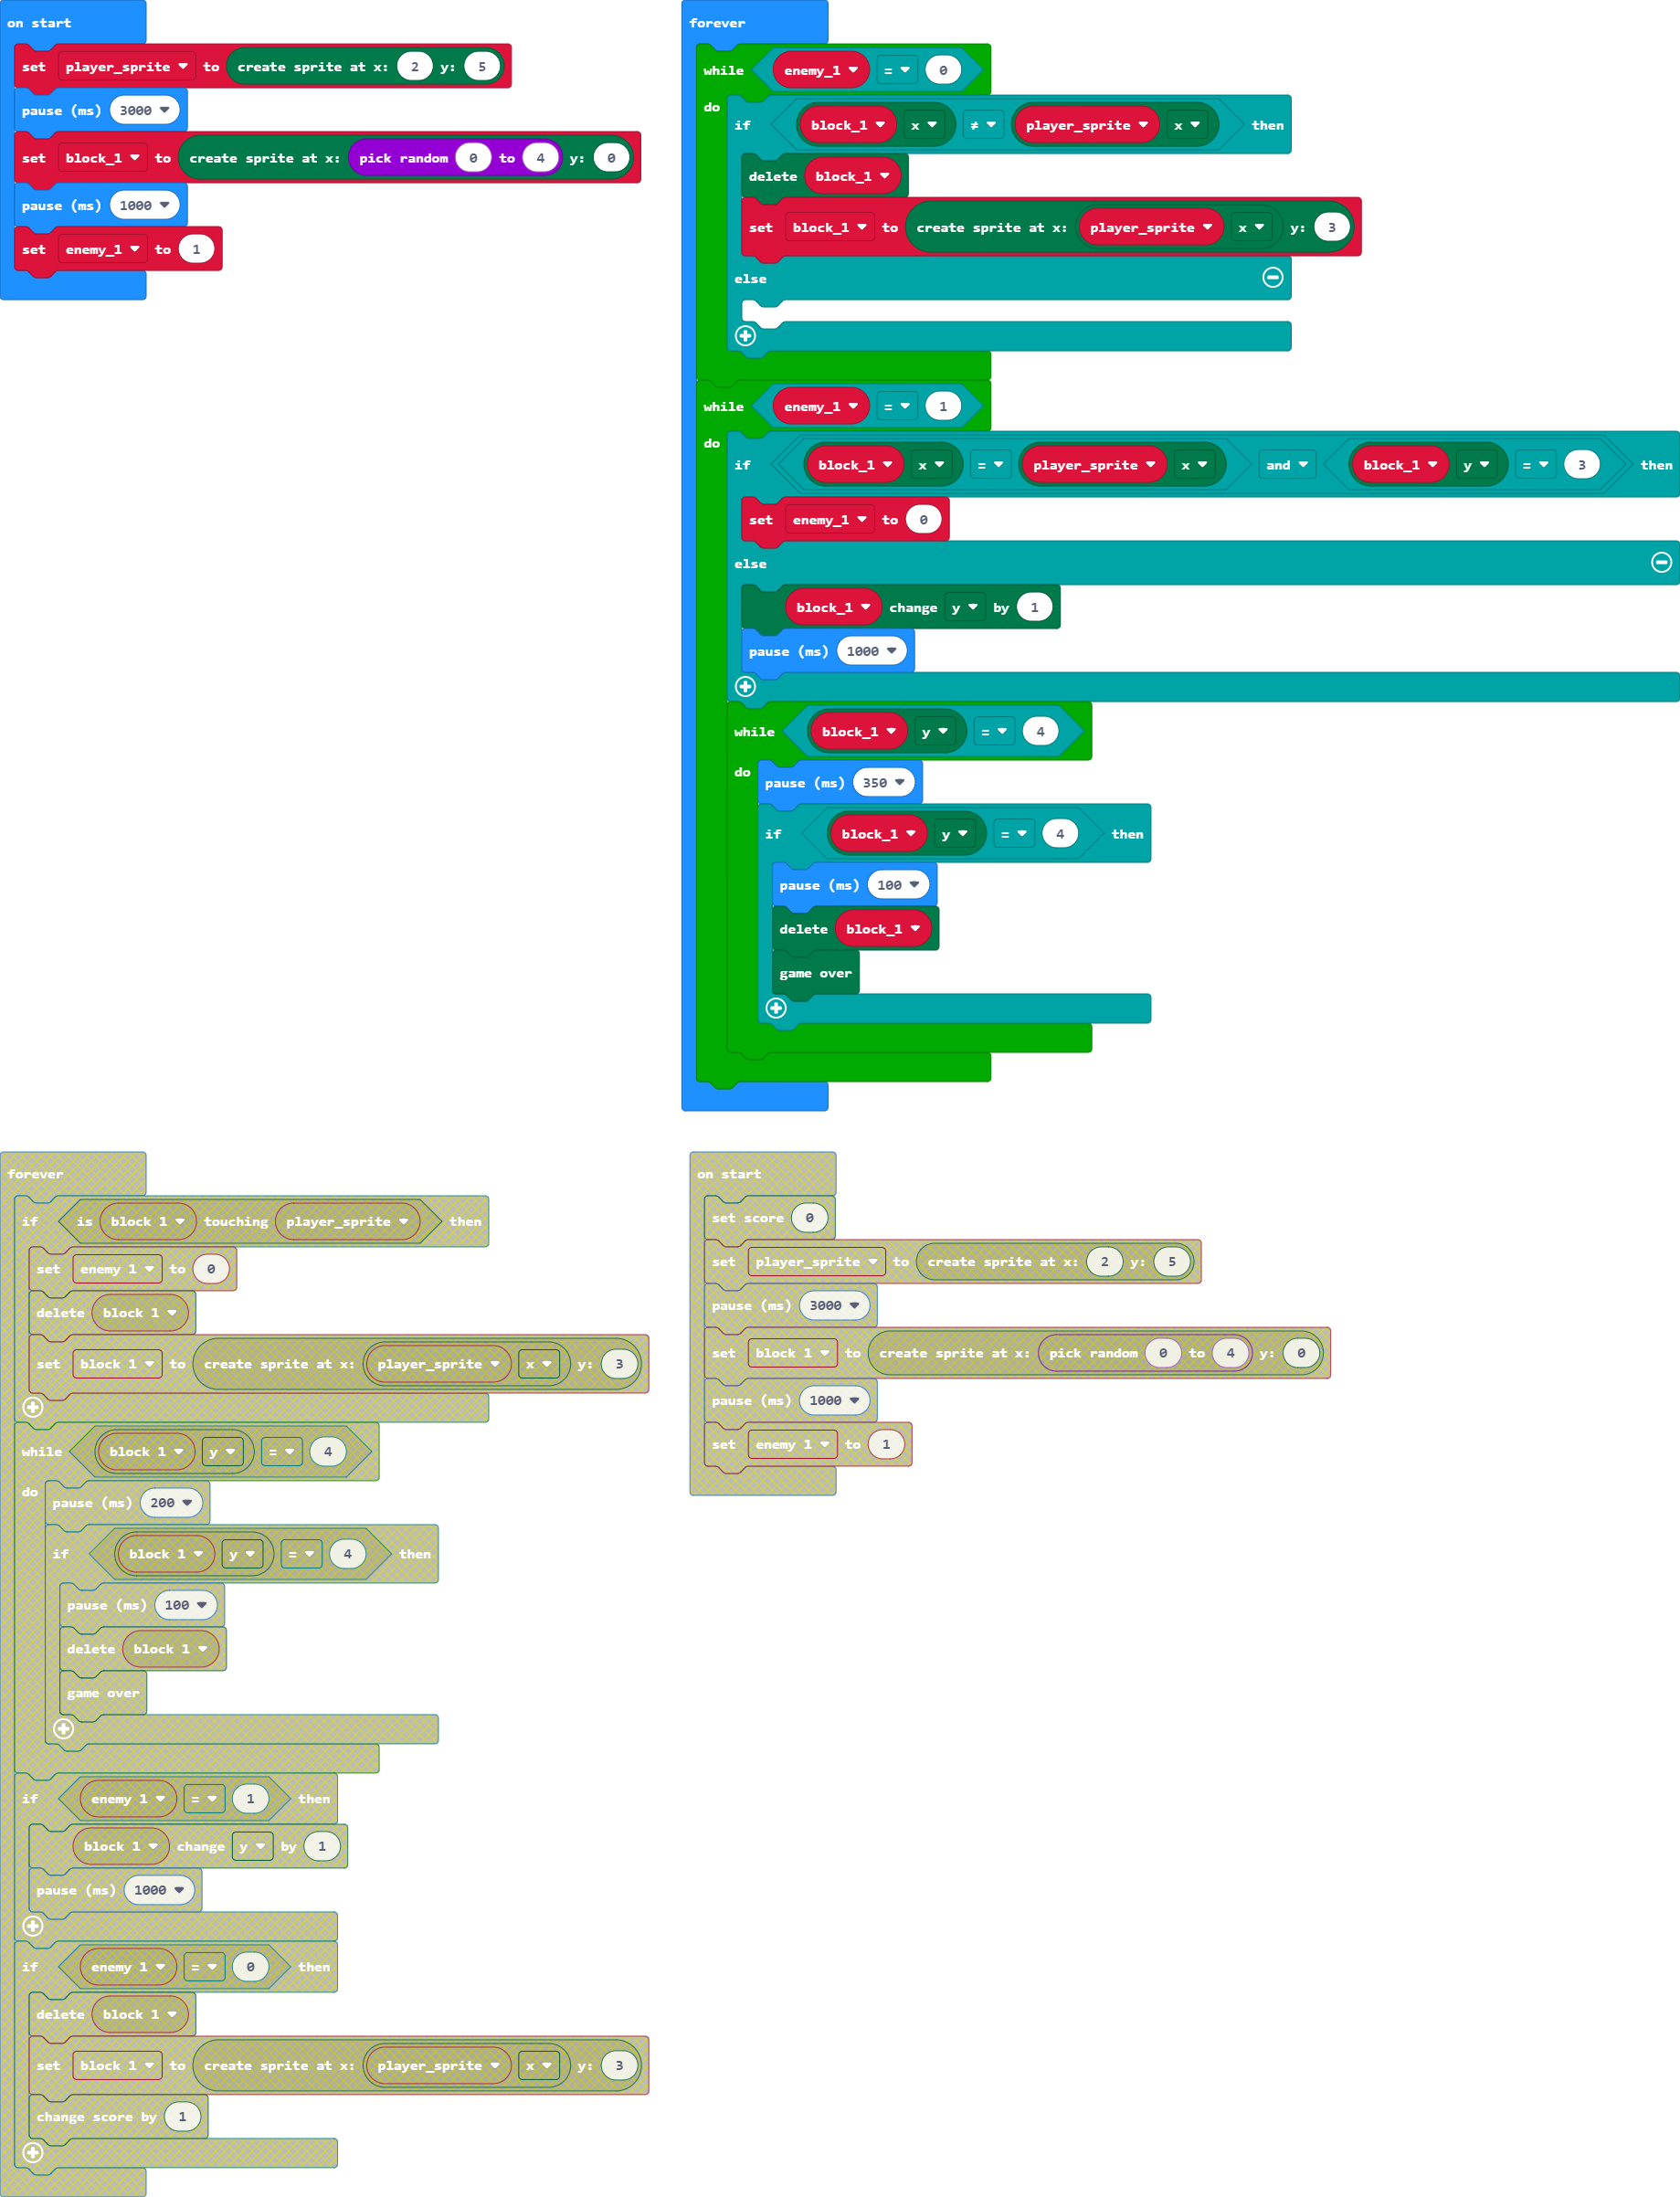 on start
set player_sprite to create sprite at x: 2 y: 5
pause (ms) 3000
set block_1 to create sprite at x: pick random 0 to 4 y: 0
pause (ms) 1000
set enemy_1 to 1
forever
while enemy_1 = 0
do
if block_1 x ≠ player_sprite x then
delete block_1
set block_1 to create sprite at x: player_sprite x y: 3
else
while enemy_1 = 1
do
if block_1 x = player_sprite x and block_1 y = 3 then
set enemy_1 to 0
else
block_1 change y by 1
pause (ms) 1000
while block_1 y = 4
do
pause (ms) 350
if block_1 y = 4 then
pause (ms) 100
delete block_1
game over
forever
if is block 1 touching player_sprite then
set enemy 1 to 0
delete block 1
set block 1 to create sprite at x: player_sprite x y: 3
while block 1 y = 4
do
pause (ms) 200
if block 1 y = 4 then
pause (ms) 100
delete block 1
game over
if enemy 1 = 1 then
block 1 change y by 1
pause (ms) 1000
if enemy 1 = 0 then
delete block 1
set block 1 to create sprite at x: player_sprite x y: 3
change score by 1
on start
set score 0
set player_sprite to create sprite at x: 2 y: 5
pause (ms) 3000
set block 1 to create sprite at x: pick random 0 to 4 y: 0
pause (ms) 1000
set enemy 1 to 1